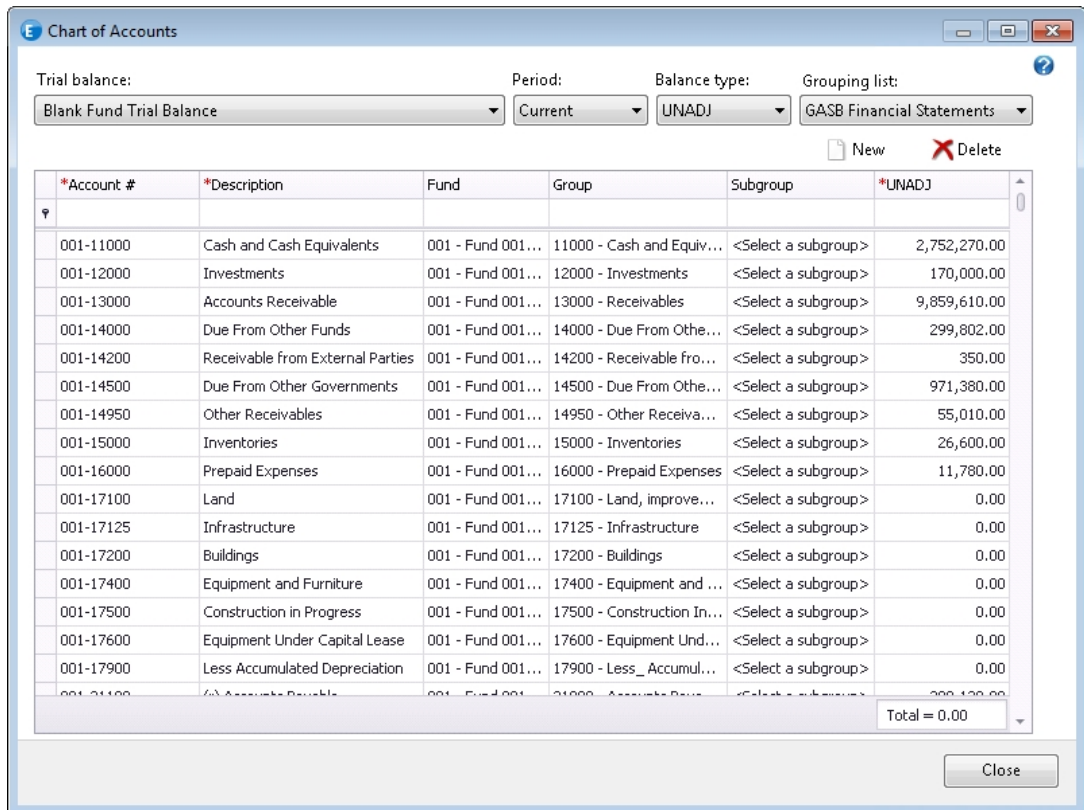 Chart of Accounts
Trial balance: Period: Balance type: Grouping list:
Blank Fund Trial Balance Current UNADJ GASB Financial Statements
New Delete
*Account # *Description Fund Group Subgroup *UNADJ
001-11000 Cash and Cash Equivalents 001 - Fund 001... 11000 - Cash and Equiv... <Select a subgroup> 2,752,270.00
001-12000 Investments 001 - Fund 001... 12000 - Investments <Select a subgroup> 170,000.00
001-13000 Accounts Receivable 001 - Fund 001... 13000 - Receivables <Select a subgroup> 9,859,610.00
001-14000 Due From Other Funds 001 - Fund 001... 14000 - Due From Othe... <Select a subgroup> 299,802.00
001-14200 Receivable from External Parties 001 - Fund 001... 14200 - Receivable fro... <Select a subgroup> 350.00
001-14500 Due From Other Governments 001 - Fund 001... 14500 - Due From Othe... <Select a subgroup> 971,380.00
001-14950 Other Receivables 001 - Fund 001... 14950 - Other Receiva... <Select a subgroup> 55,010.00
001-15000 Inventories 001 - Fund 001... 15000 - Inventories <Select a subgroup> 26,600.00
001-16000 Prepaid Expenses 001 - Fund 001... 16000 - Prepaid Expenses <Select a subgroup> 11,780.00
001-17100 Land 001 - Fund 001... 17100 - Land, improve... <Select a subgroup> 0.00
001-17125 Infrastructure 001 - Fund 001... 17125 - Infrastructure <Select a subgroup> 0.00
001-17200 Buildings 001 - Fund 001... 17200 - Buildings <Select a subgroup> 0.00
001-17400 Equipment and Furniture 001 - Fund 001... 17400 - Equipment and ... <Select a subgroup> 0.00
001-17500 Construction in Progress 001 - Fund 001... 17500 - Construction In... <Select a subgroup> 0.00
001-17600 Equipment Under Capital Lease 001 - Fund 001... 17600 - Equipment Und... <Select a subgroup> 0.00
001-17900 Less Accumulated Depreciation 001 - Fund 001... 17900 - Less_ Accumul... <Select a subgroup> 0.00
Total = 0.00
Close